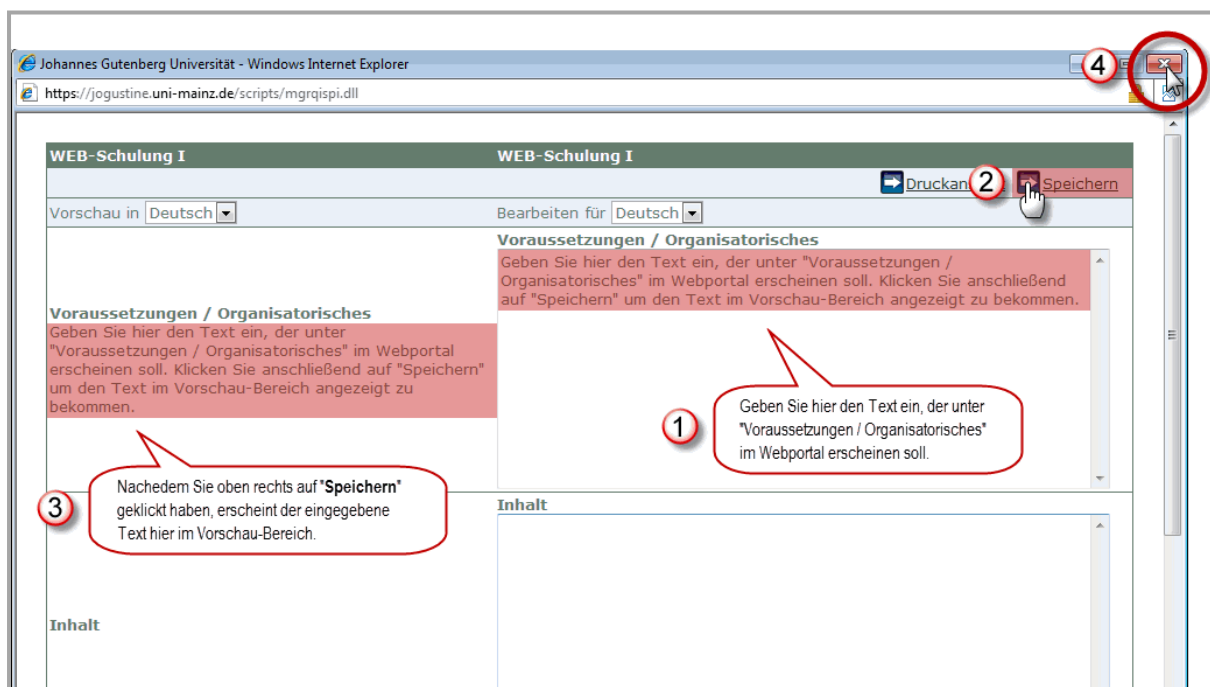 Johannes Gutenberg Universität - Windows Internet Explorer
4
https://jogustine.uni-mainz.de/scripts/mgrqispi.dll
WEB-Schulung I
WEB-Schulung I
2
Speichern
Vorschau in Deutsch
Bearbeiten für Deutsch
Voraussetzungen / Organisatorisches
Geben Sie hier den Text ein, der unter "Voraussetzungen /
Organisatorisches" im Webportal erscheinen soll. Klicken Sie anschließend
auf "Speichern" um den Text im Vorschau-Bereich angezeigt zu bekommen.
Voraussetzungen / Organisatorisches
Geben Sie hier den Text ein, der unter
"Voraussetzungen / Organisatorisches" im Webportal
erscheinen soll. Klicken Sie anschließend auf "Speichern"
um den Text im Vorschau-Bereich angezeigt zu
bekommen.
1
Geben Sie hier den Text ein, der unter
"Voraussetzungen / Organisatorisches"
im Webportal erscheinen soll.
3
Nachedem Sie oben rechts auf "Speichern"
geklickt haben, erscheint der eingegebene
Text hier im Vorschau-Bereich.
Inhalt
Inhalt